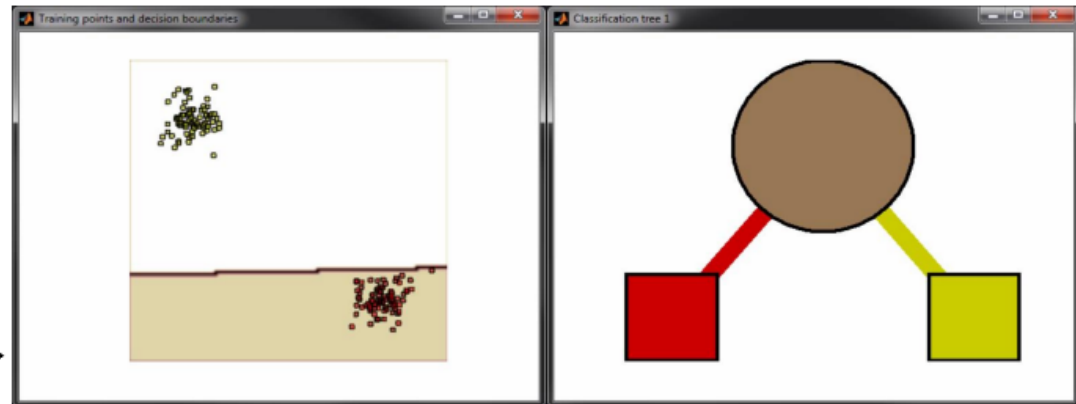 Training points and decision boundaries
Classification tree 1